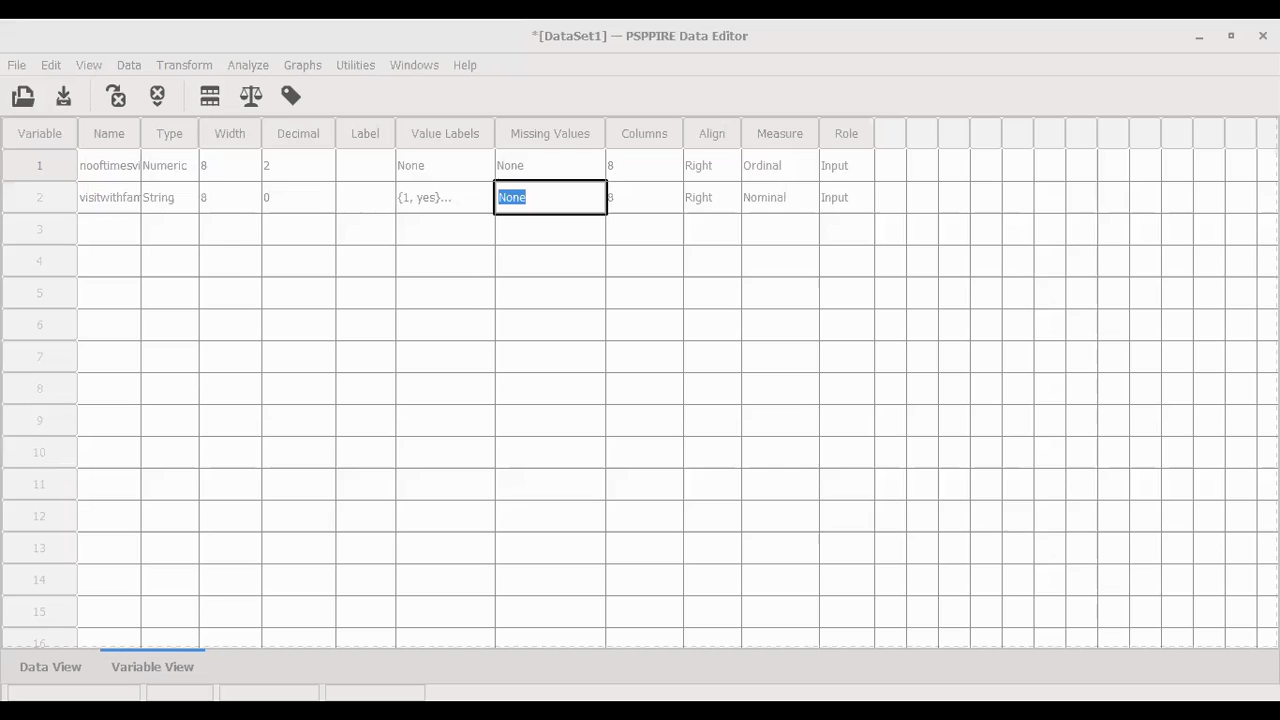 *[DataSet1] — PSPPIRE Data Editor
File Edit View Data Transform Analyze Graphs Utilities Windows Help
Variable Name Type Width Decimal Label Value Labels Missing Values Columns Align Measure Role
1 nooftimesvi Numeric 8 2 None None 8 Right Ordinal Input
2 visitwithfam String 8 0 {1, yes}... None 8 Right Nominal Input
3
4
5
6
7
8
9
10
11
12
13
14
15
16
Data View Variable View